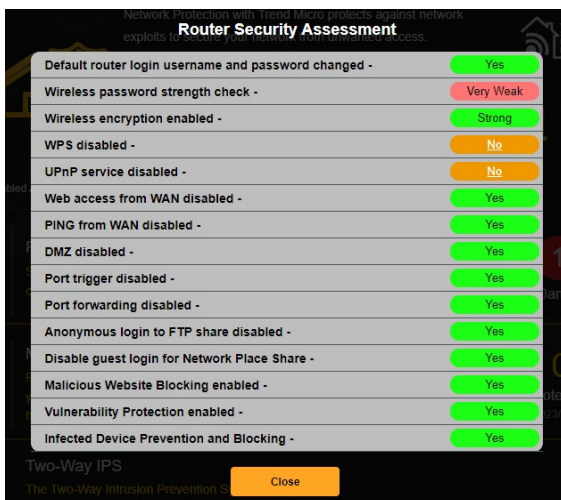 Network Protection with Trend Micro protects against network
exploits to secure your network from unwanted access.
Router Security Assessment
Default router login username and password changed - Yes
Wireless password strength check - Very Weak
Wireless encryption enabled - Strong
WPS disabled - No
UPnP service disabled - No
Web access from WAN disabled - Yes
PING from WAN disabled - Yes
DMZ disabled - Yes
Port trigger disabled - Yes
Port forwarding disabled - Yes
Anonymous login to FTP share disabled - Yes
Disable guest login for Network Place Share - Yes
Malicious Website Blocking enabled - Yes
Vulnerability Protection enabled - Yes
Infected Device Prevention and Blocking - Yes
Two-Way IPS
The Two-Way Intrusion Prevention
Close